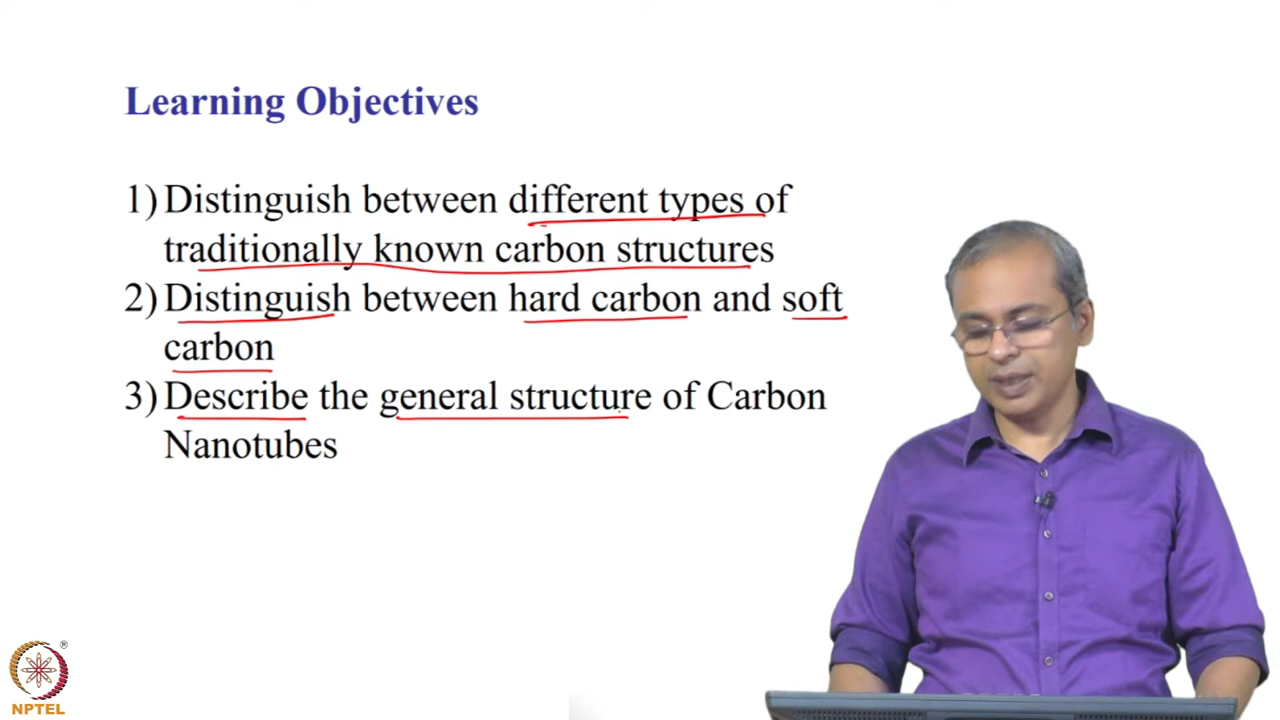 Learning Objectives
1) Distinguish between different types of
traditionally known carbon structures
2) Distinguish between hard carbon and soft
carbon
3) Describe the general structure of Carbon
Nanotubes
®
NPTEL